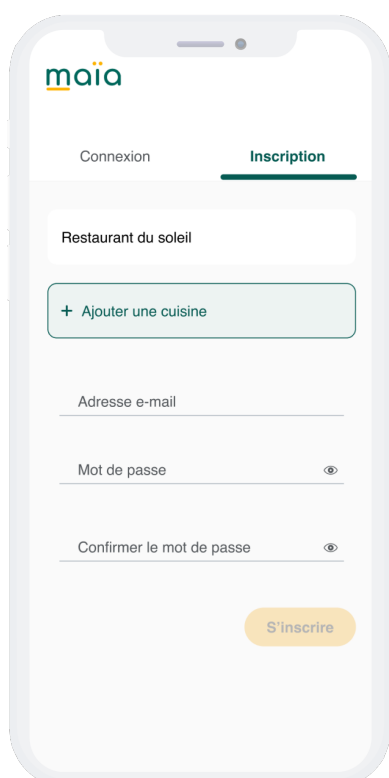 maïa
Connexion
Inscription
Restaurant du soleil
+ Ajouter une cuisine
Adresse e-mail
Mot de passe
Confirmer le mot de passe
S'inscrire